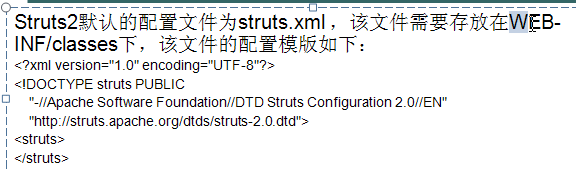 Struts2默认的配置文件为struts.xml，该文件需要存放在WEB-
INF/classes下，该文件的配置模版如下：
<?xml version="1.0" encoding="UTF-8"?>
<!DOCTYPE struts PUBLIC
"-//Apache Software Foundation//DTD Struts Configuration 2.0//EN"
"http://struts.apache.org/dtds/struts-2.0.dtd">
<struts>
</struts>